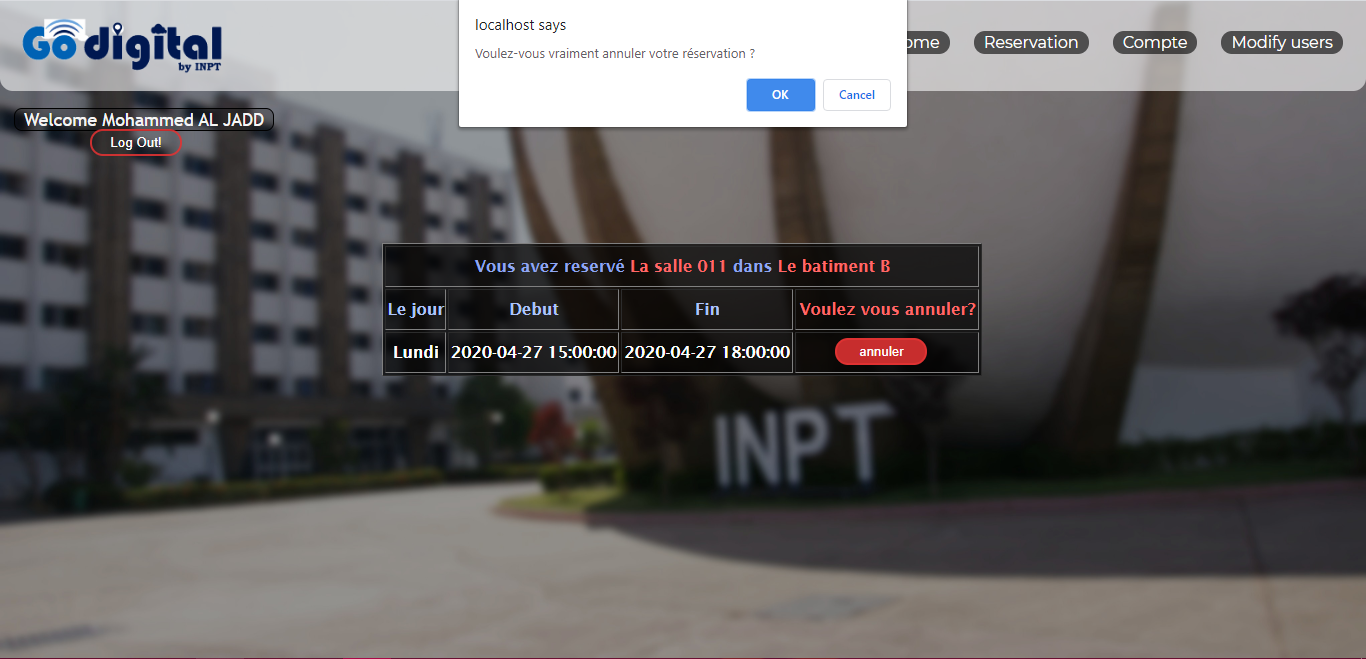 localhost says
Voulez-vous vraiment annuler votre réservation ?
OK
Cancel
Go digital
by INPT
ome
Reservation
Compte
Modify users
Welcome Mohammed AL JADD
Log Out!
Vous avez reservé La salle 011 dans Le batiment B
Le jour
Debut
Fin
Voulez vous annuler?
Lundi
2020-04-27 15:00:00
2020-04-27 18:00:00
annuler
INPT